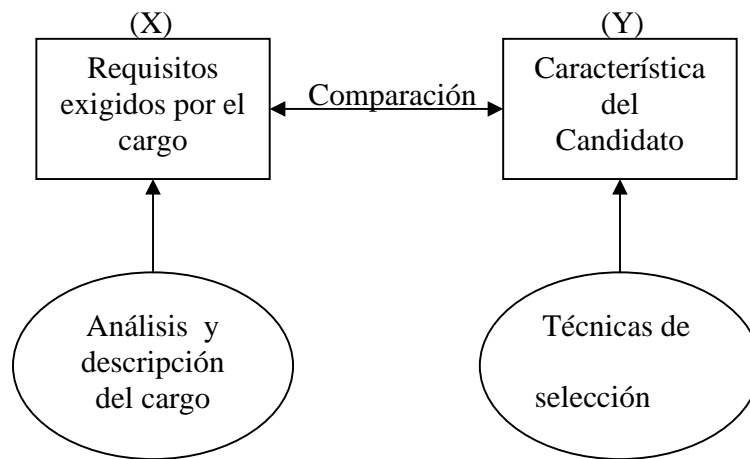 (X)
Requisitos
exigidos por el
cargo
Comparación
(Y)
Característica
del
Candidato
Análisis y
descripción
del cargo
Técnicas de
selección